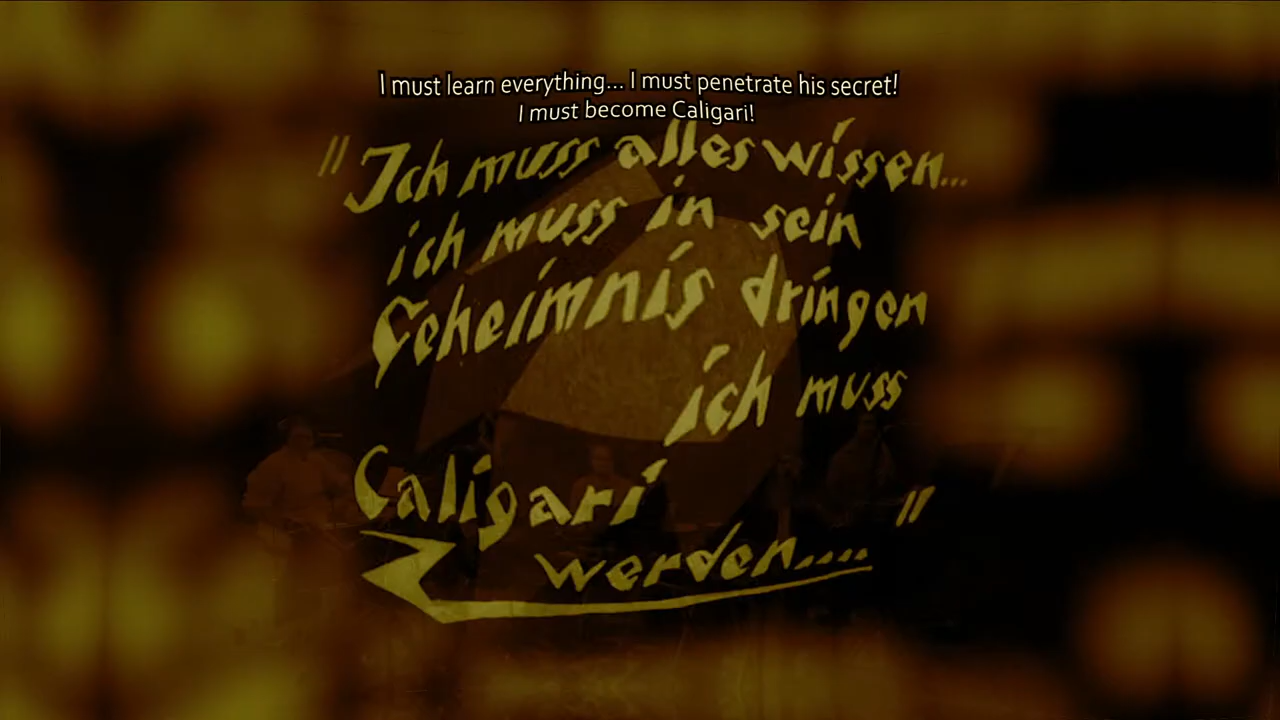 I must learn everything... I must penetrate his secret!
I must become Caligari!
"Ich muss alles wissen...
ich muss in sein
Geheimnis dringen
ich muss
Caligari "
werden....